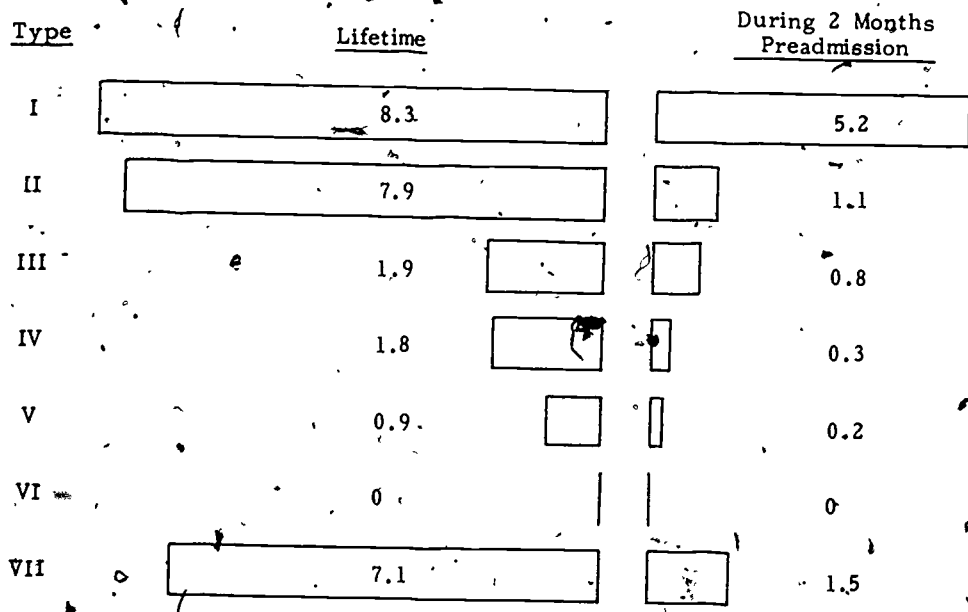 Type Lifetime During 2 Months
Preadmission
I 8.3 5.2
II 7.9 1.1
III 1.9 0.8
IV 1.8 0.3
V 0.9 0.2
VI 0 0
VII 7.1 1.5